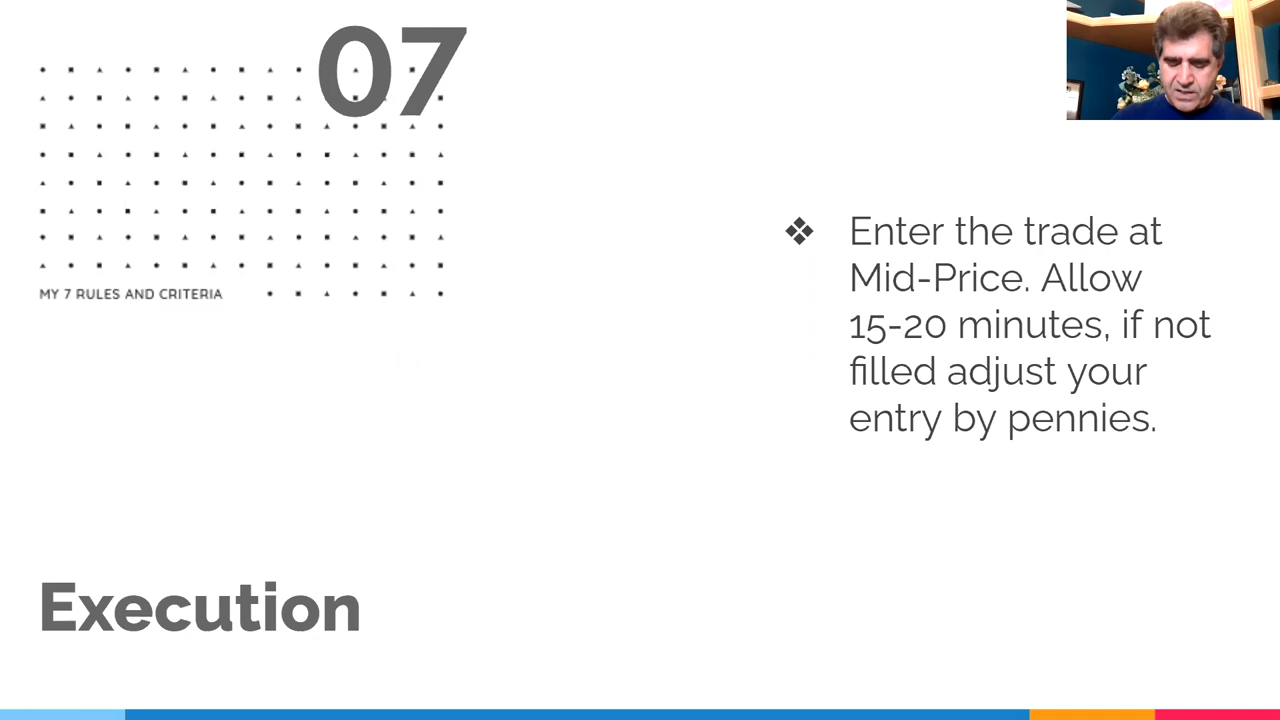 07
MY 7 RULES AND CRITERIA
Enter the trade at
Mid-Price. Allow
15-20 minutes, if not
filled adjust your
entry by pennies.
Execution